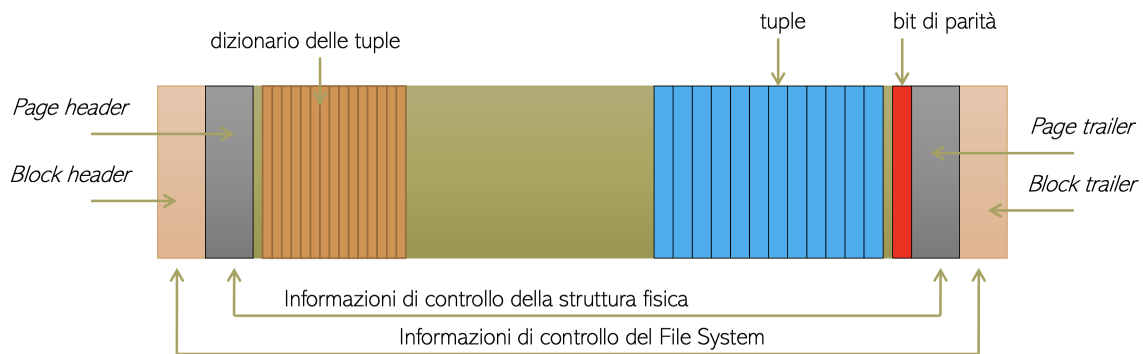 dizionario delle tuple
tuple
bit di parità
Page header
Page trailer
Block header
Block trailer
Informazioni di controllo della struttura fisica
Informazioni di controllo del File System